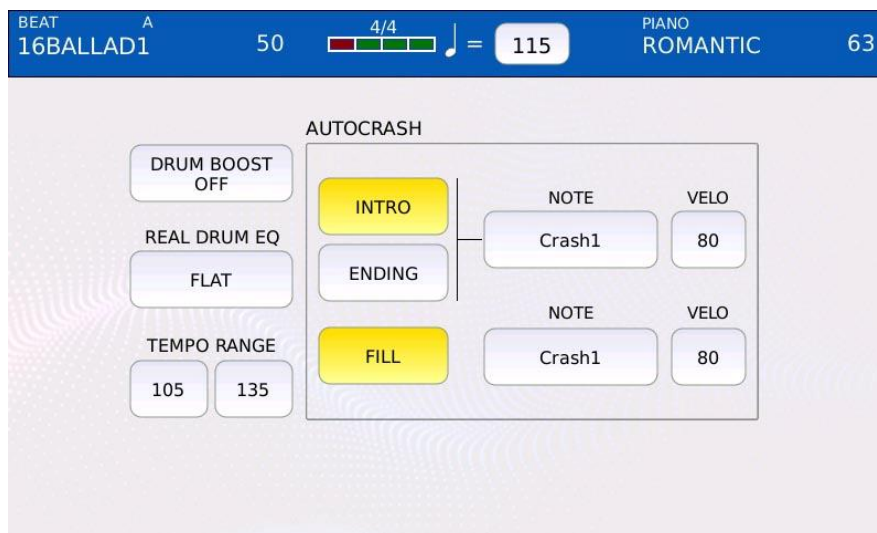 BEAT A
16BALLAD1 50
4/4
= 115
PIANO
ROMANTIC 63
AUTOCRASH
DRUM BOOST
OFF
REAL DRUM EQ
FLAT
TEMPO RANGE
105 135
INTRO
ENDING
NOTE VELO
Crash1 80
FILL
NOTE VELO
Crash1 80